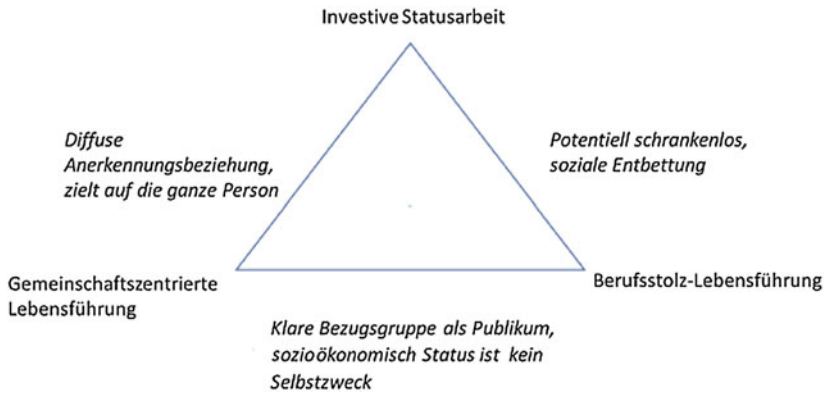 Investive Statusarbeit
Diffuse
Anerkennungsbeziehung,
zielt auf die ganze Person
Potentiell schrankenlos,
soziale Entbettung
Gemeinschaftszentrierte
Lebensführung
Berufsstolz-Lebensführung
Klare Bezugsgruppe als Publikum,
sozioökonomisch Status ist kein
Selbstzweck